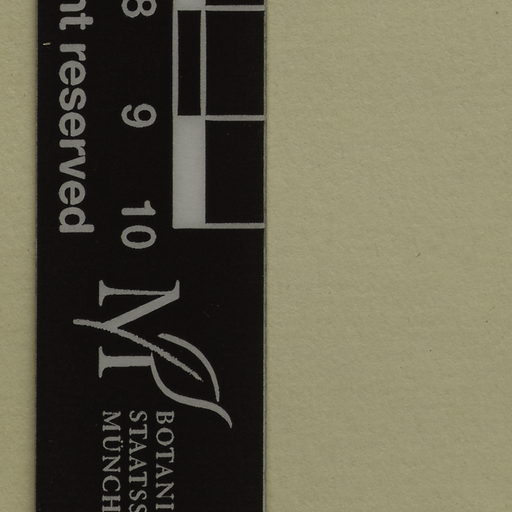 nt reserved
8 9 10
M
BOTANI
STAATSS
MÜNCH